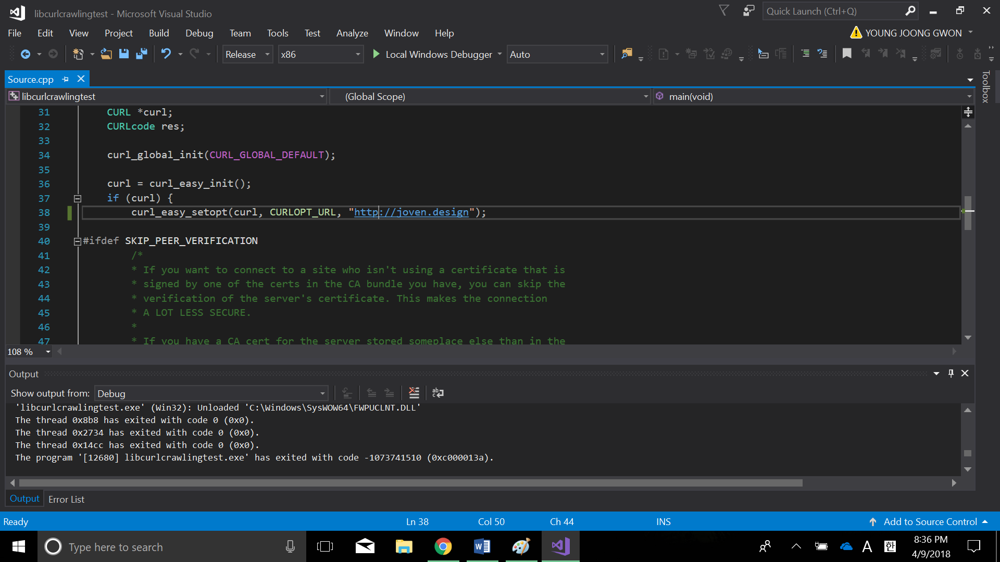 libcurlcrawlingtest - Microsoft Visual Studio
Quick Launch (Ctrl+Q)
File Edit View Project Build Debug Team Tools Test Analyze Window Help
YOUNG JOONG GWON
Release x86 Local Windows Debugger Auto
Source.cpp
Toolbox
libcurlcrawlingtest (Global Scope) main(void)
31 CURL *curl;
32 CURLcode res;
33
34 curl_global_init(CURL_GLOBAL_DEFAULT);
35
36 curl = curl_easy_init();
37 if (curl) {
38 curl_easy_setopt(curl, CURLOPT_URL, "http://joven.design");
39
40 #ifdef SKIP_PEER_VERIFICATION
41 /*
42 * If you want to connect to a site who isn't using a certificate that is
43 * signed by one of the certs in the CA bundle you have, you can skip the
44 * verification of the server's certificate. This makes the connection
45 * A LOT LESS SECURE.
46 *
47 * If you have a CA cert for the server stored someplace else than in the
108 %
Output
Show output from: Debug
'libcurlcrawlingtest.exe' (Win32): Unloaded 'C:\Windows\SysWOW64\FWPUCLNT.DLL'
The thread 0x8b8 has exited with code 0 (0x0).
The thread 0x2734 has exited with code 0 (0x0).
The thread 0x14cc has exited with code 0 (0x0).
The program '[12680] libcurlcrawlingtest.exe' has exited with code -1073741510 (0xc000013a).
Output Error List
Ready Ln 38 Col 50 Ch 44 INS Add to Source Control
Type here to search
A 한
8:36 PM
4/9/2018